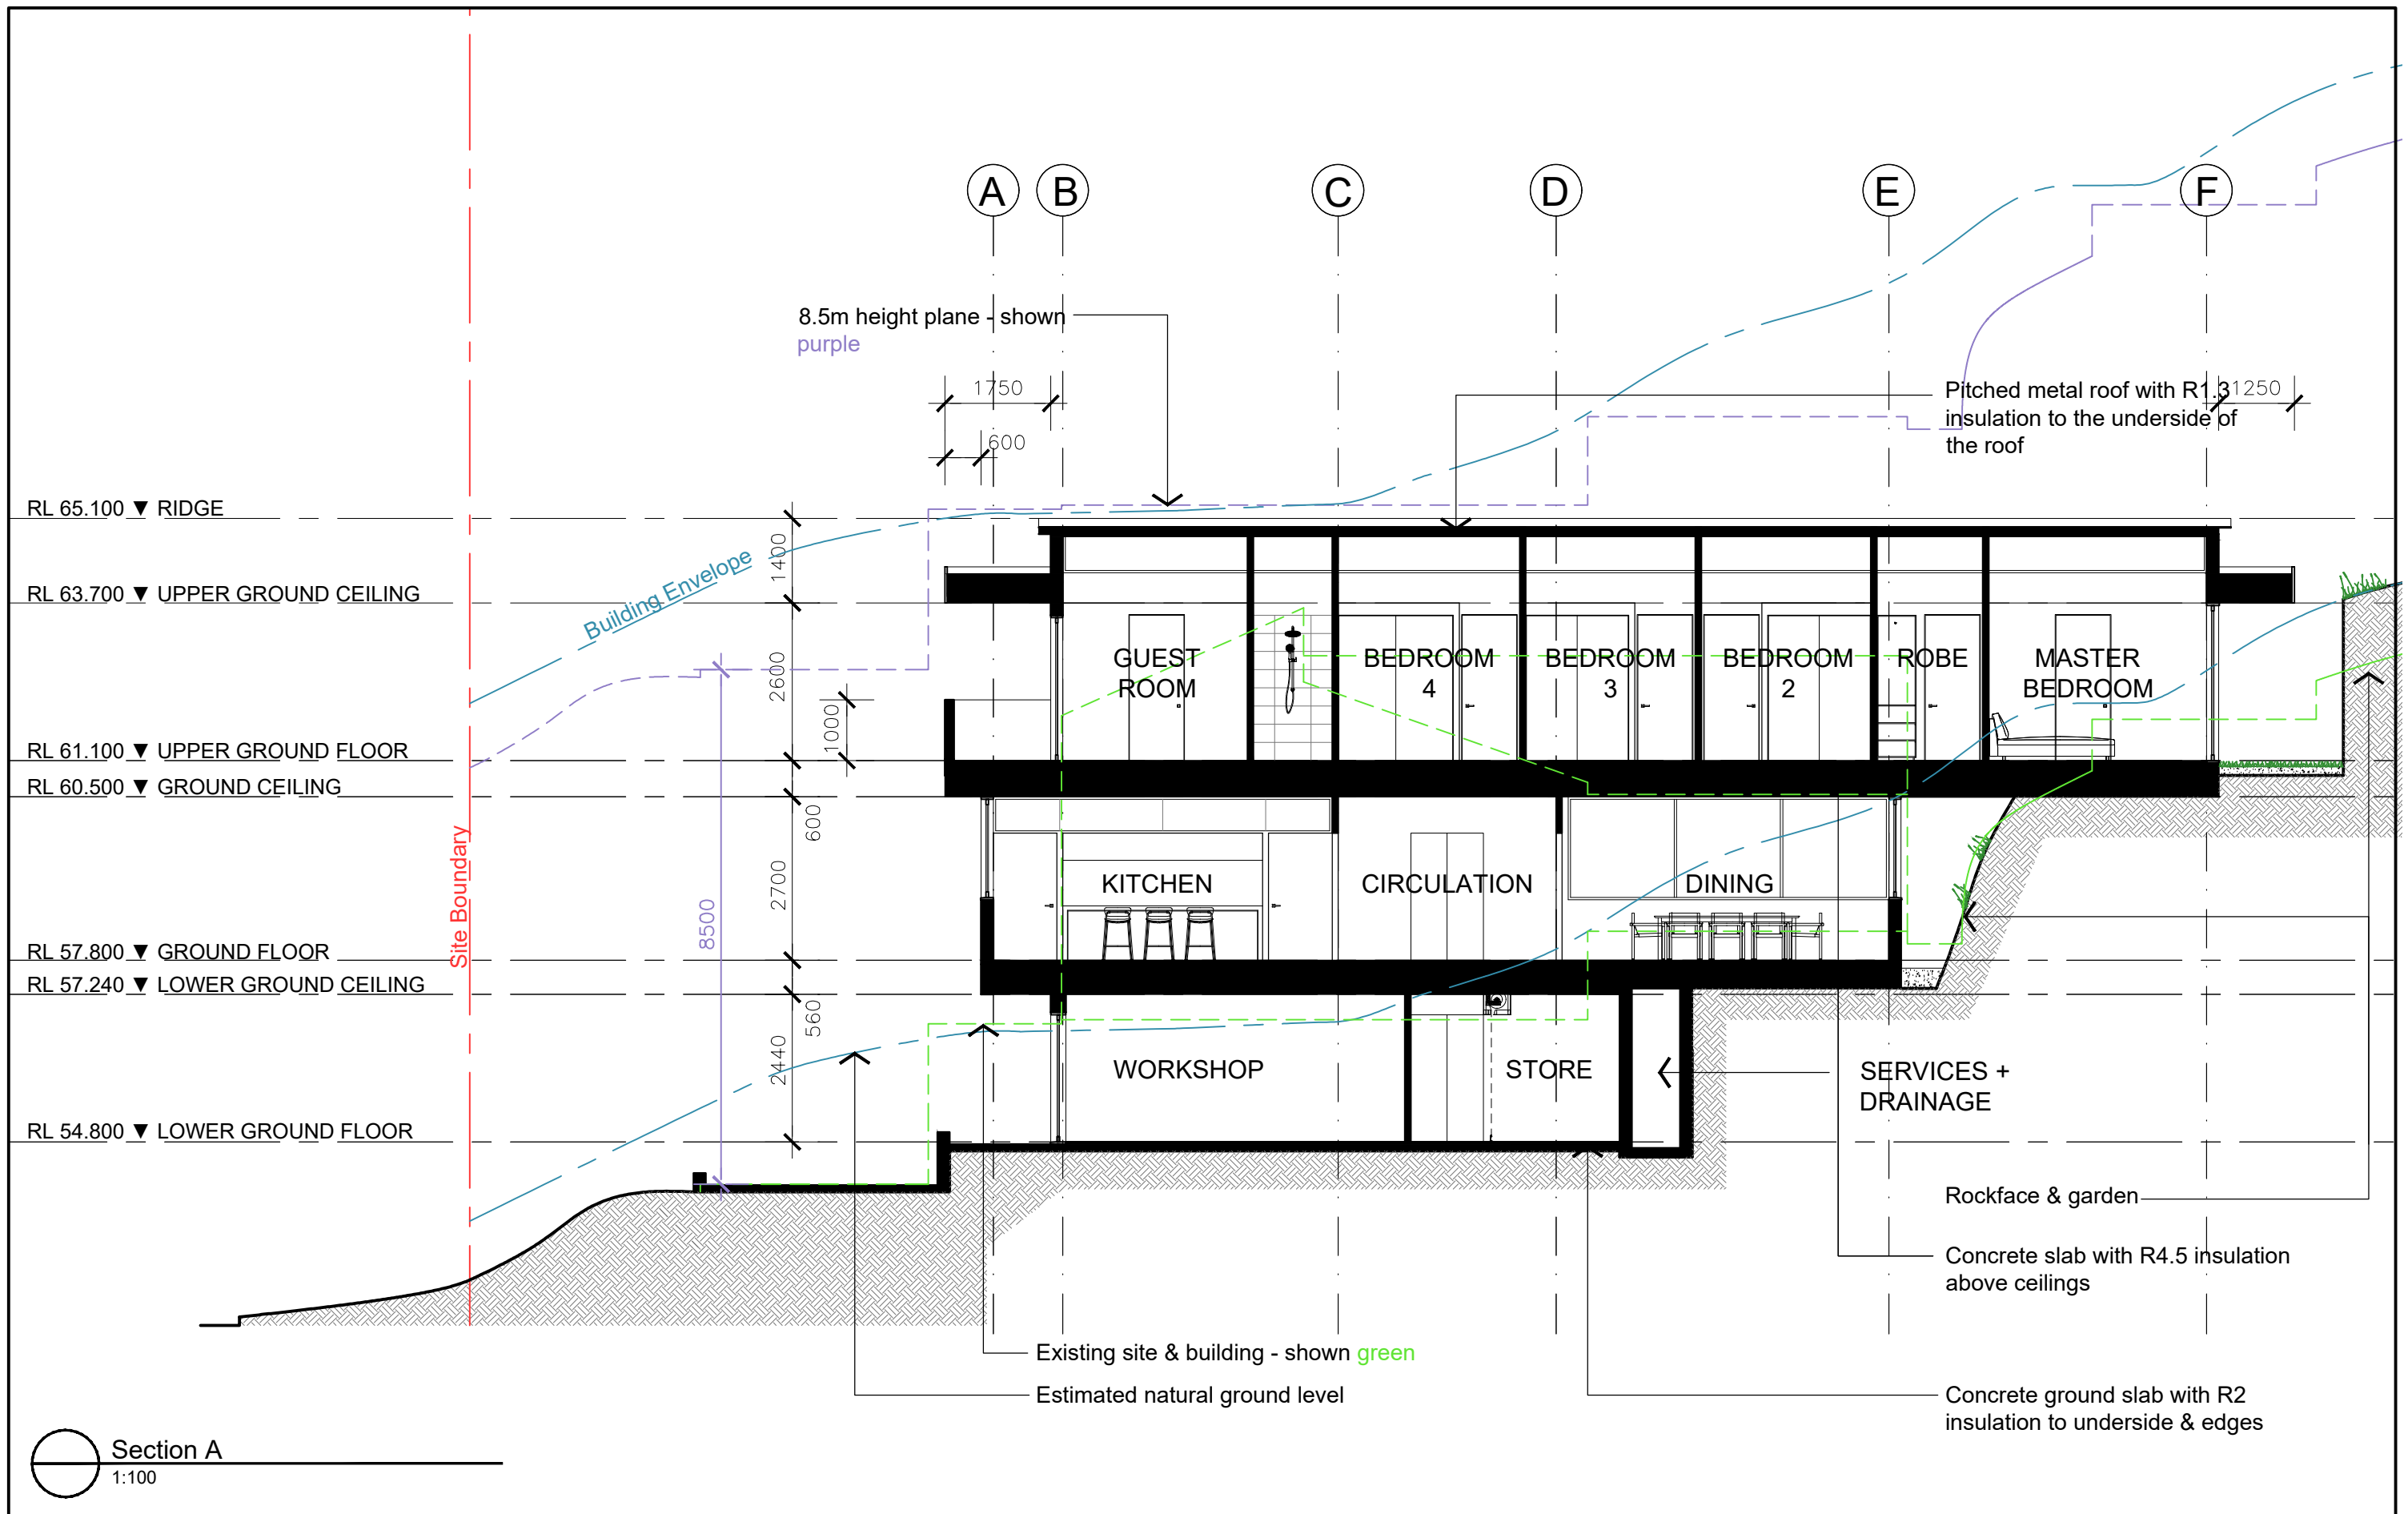 A
B
C
D
E
F
8.5m height plane - shown
purple
1750
600
Pitched metal roof with R1.3
insulation to the underside of
the roof
1250
RL 65.100 ▼ RIDGE
1400
Building Envelope
RL 63.700 ▼ UPPER GROUND CEILING
2600
GUEST
ROOM
BEDROOM
4
BEDROOM
3
BEDROOM
2
ROBE
MASTER
BEDROOM
1000
RL 61.100 ▼ UPPER GROUND FLOOR
RL 60.500 ▼ GROUND CEILING
600
Site Boundary
8500
2700
KITCHEN
CIRCULATION
DINING
RL 57.800 ▼ GROUND FLOOR
RL 57.240 ▼ LOWER GROUND CEILING
560
2440
WORKSHOP
STORE
SERVICES +
DRAINAGE
RL 54.800 ▼ LOWER GROUND FLOOR
Rockface & garden
Concrete slab with R4.5 insulation
above ceilings
Existing site & building - shown green
Estimated natural ground level
Concrete ground slab with R2
insulation to underside & edges
Section A
1:100